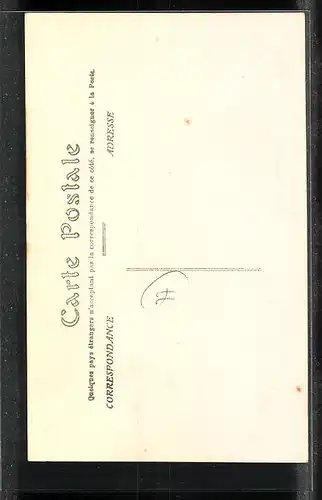 Carte Postale
Quelques pays étrangers n'acceptant pas la correspondance de ce côté, se renseigner à la Poste.
CORRESPONDANCE
ADRESSE